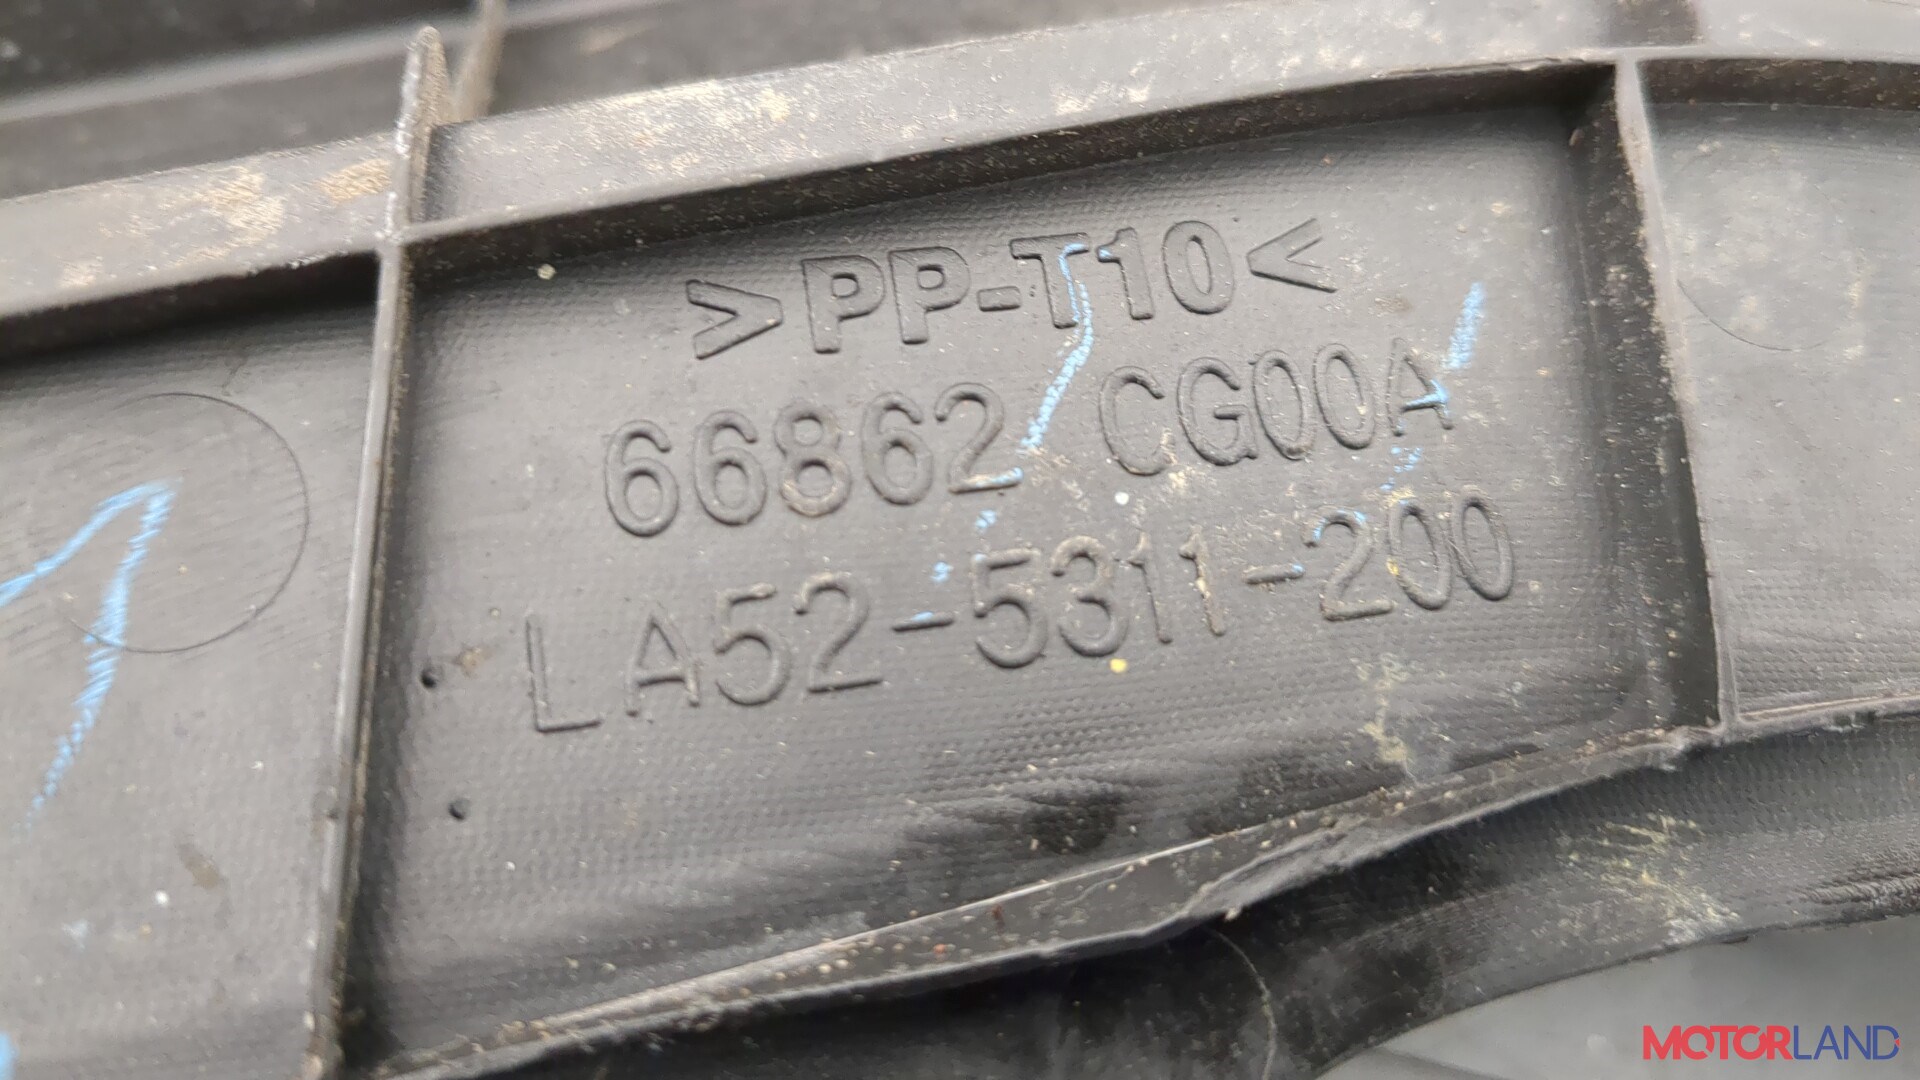 >PP-T10<
66862 CG00A
LA52-5311-200
MOTORLAND